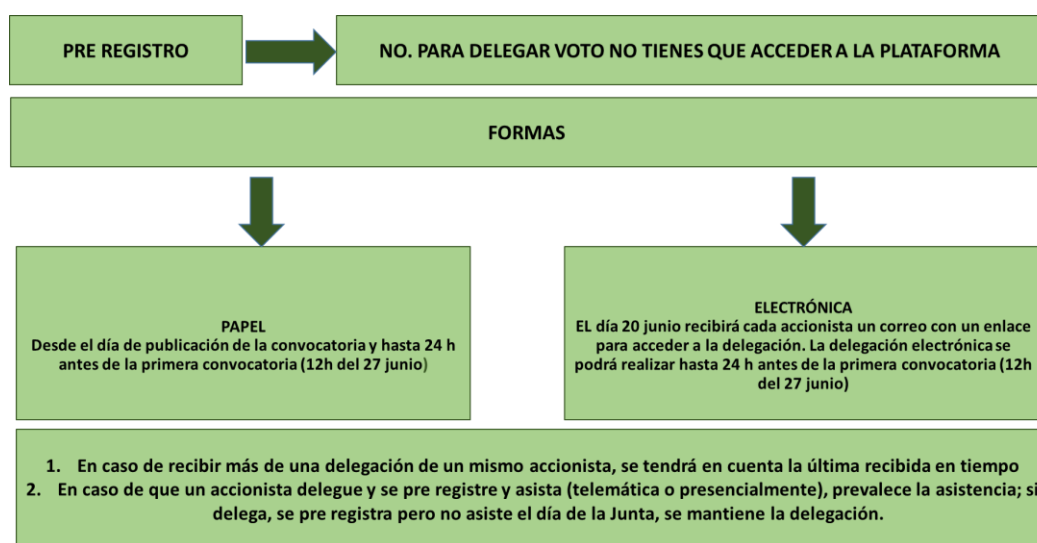 PRE REGISTRO
NO. PARA DELEGAR VOTO NO TIENES QUE ACCEDER A LA PLATAFORMA
FORMAS
PAPEL
Desde el día de publicación de la convocatoria y hasta 24 h
antes de la primera convocatoria (12h del 27 junio)
ELECTRÓNICA
EL día 20 junio recibirá cada accionista un correo con un enlace
para acceder a la delegación. La delegación electrónica se
podrá realizar hasta 24 h antes de la primera convocatoria (12h
del 27 junio)
1. En caso de recibir más de una delegación de un mismo accionista, se tendrá en cuenta la última recibida en tiempo
2. En caso de que un accionista delegue y se pre registre y asista (telemática o presencialmente), prevalece la asistencia; si
delega, se pre registra pero no asiste el día de la Junta, se mantiene la delegación.